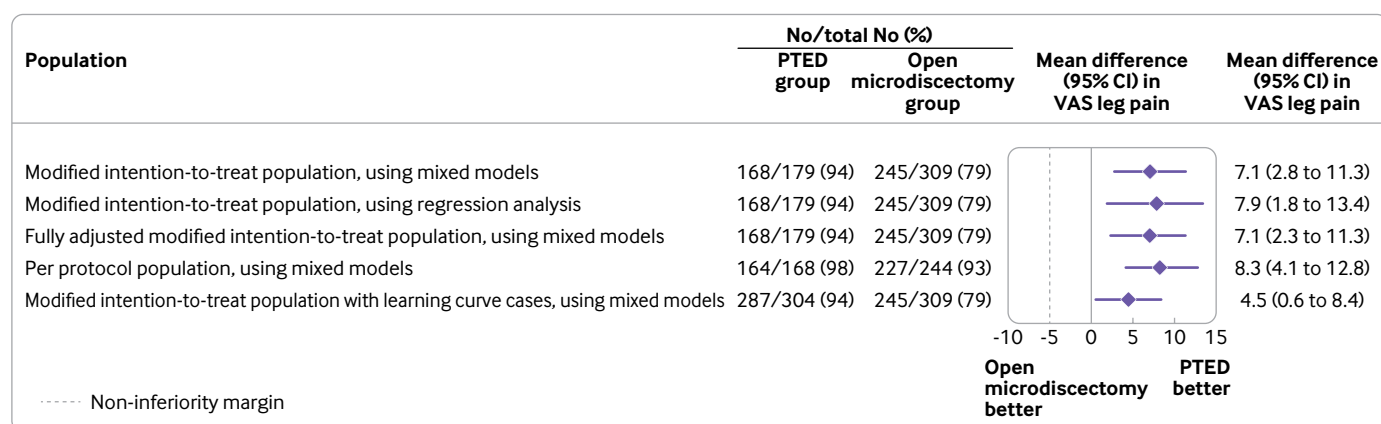 No/total No (%)
Population
PTED group
Open microdiscectomy group
Mean difference (95% CI) in VAS leg pain
Mean difference (95% CI) in VAS leg pain
Modified intention-to-treat population, using mixed models 168/179 (94) 245/309 (79) 7.1 (2.8 to 11.3)
Modified intention-to-treat population, using regression analysis 168/179 (94) 245/309 (79) 7.9 (1.8 to 13.4)
Fully adjusted modified intention-to-treat population, using mixed models 168/179 (94) 245/309 (79) 7.1 (2.3 to 11.3)
Per protocol population, using mixed models 164/168 (98) 227/244 (93) 8.3 (4.1 to 12.8)
Modified intention-to-treat population with learning curve cases, using mixed models 287/304 (94) 245/309 (79) 4.5 (0.6 to 8.4)
-10 -5 0 5 10 15
Open microdiscectomy better
PTED better
Non-inferiority margin